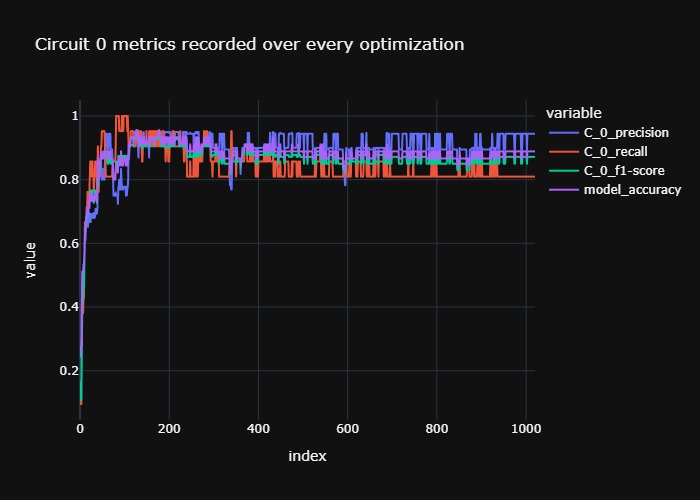 Circuit 0 metrics recorded over every optimization
variable
C_0_precision
C_0_recall
C_0_f1-score
model_accuracy
1
0.8
0.6
0.4
0.2
value
0
200
400
600
800
1000
index